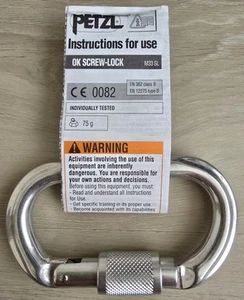 PETZL
Instructions for use
OK SCREW-LOCK M33 SL
CE 0082
EN 362 class B
EN 12275 type B
INDIVIDUALLY TESTED
75 g
WARNING
Activities involving the use of this
equipment are inherently
dangerous. You are responsible for
your own actions and decisions.
Before using this equipment, you must:
- Read and understand all Instructions
for Use.
- Get specific training in its proper use.
- Become acquainted with its capabilities